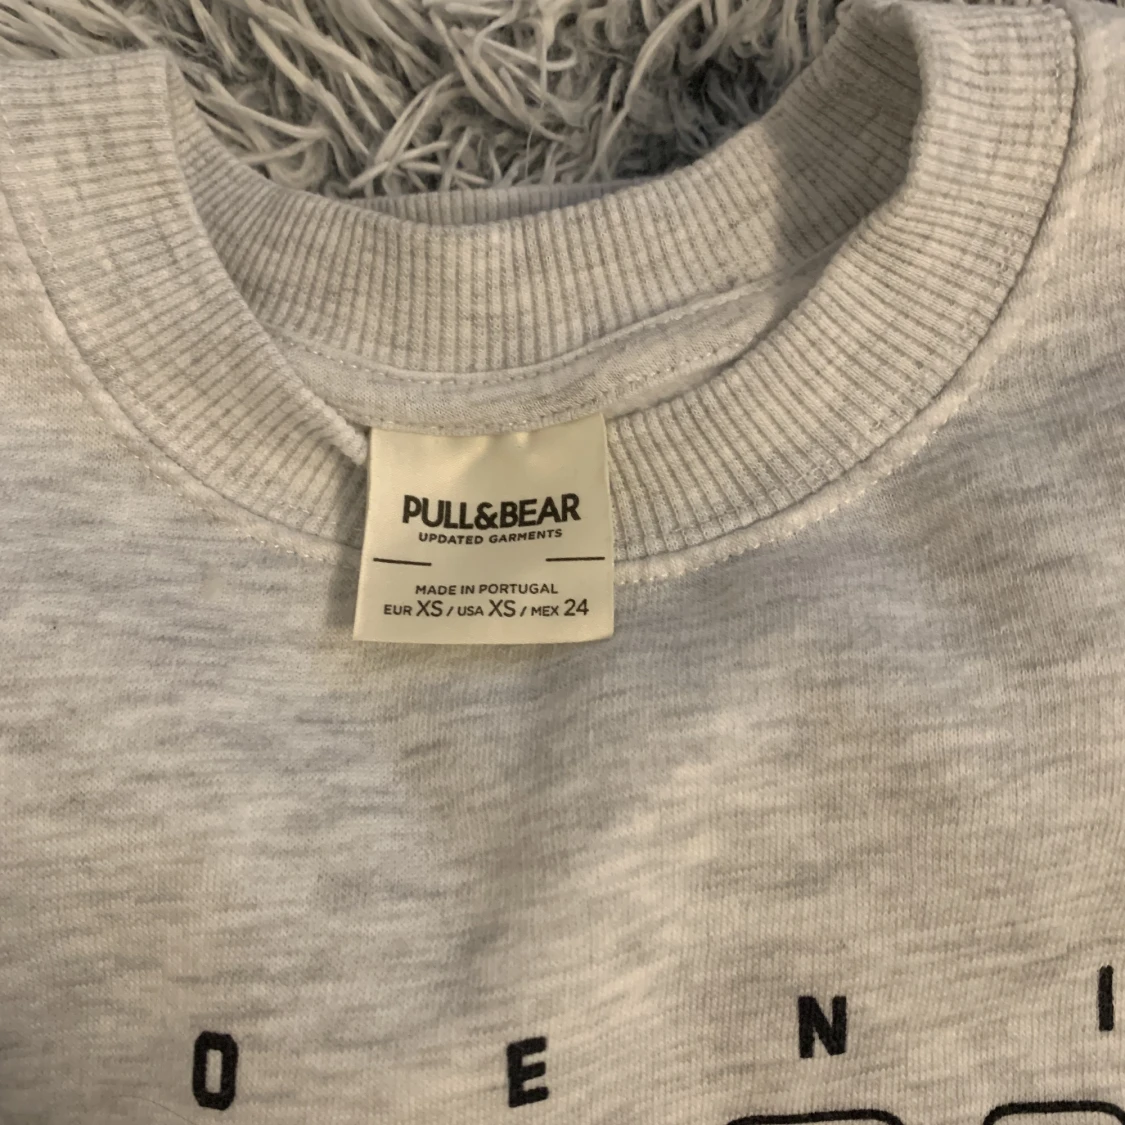 PULL&BEAR
UPDATED GARMENTS
MADE IN PORTUGAL
EUR XS / USA XS / MEX 24
O E N I